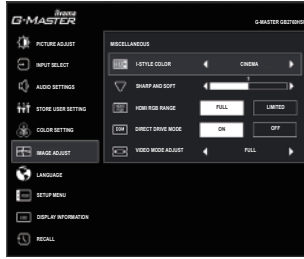 iiyama
G-MASTER
G-MASTER GB2760HSU
PICTURE ADJUST
INPUT SELECT
AUDIO SETTINGS
STORE USER SETTING
COLOR SETTING
IMAGE ADJUST
LANGUAGE
SETUP MENU
DISPLAY INFORMATION
RECALL
MISCELLANEOUS
I-STYLE COLOR
CINEMA
SHARP AND SOFT
HDMI RGB RANGE
FULL
LIMITED
DDM
DIRECT DRIVE MODE
ON
OFF
VIDEO MODE ADJUST
FULL